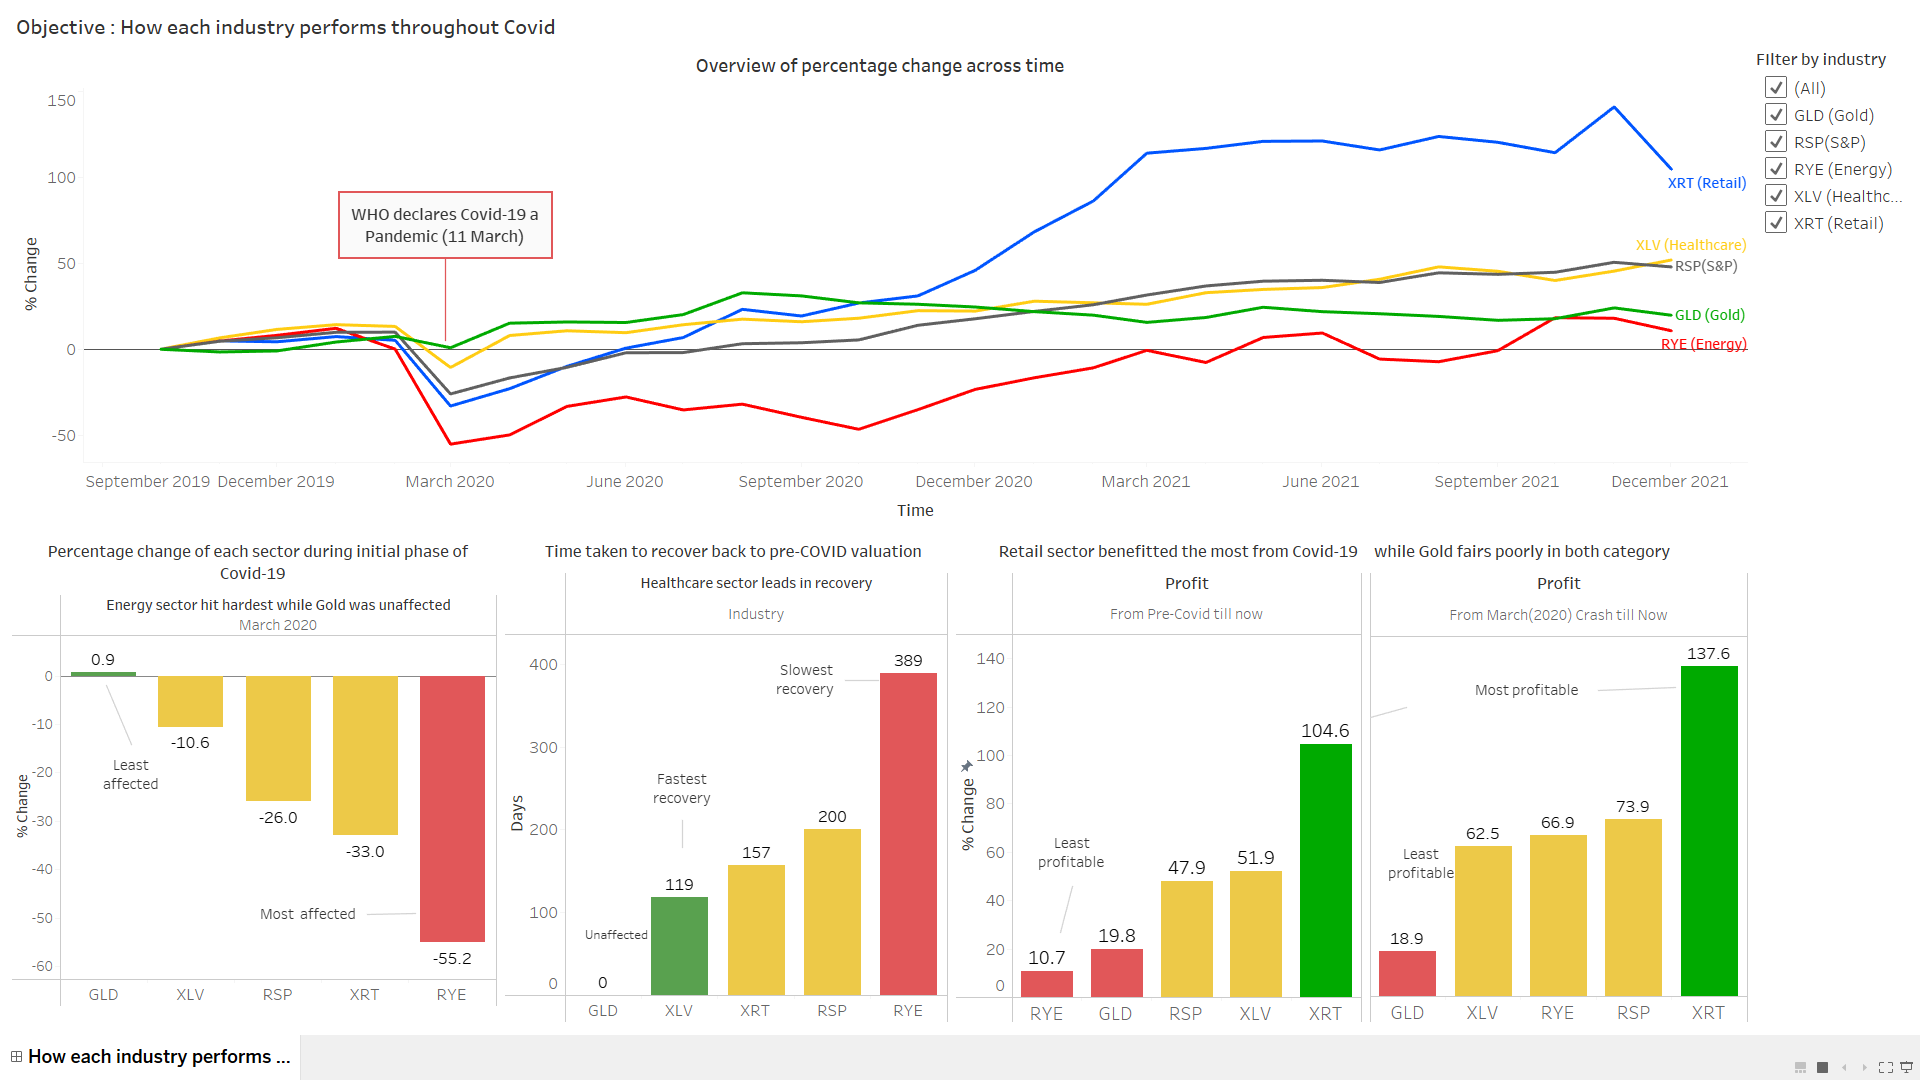 Objective : How each industry performs throughout Covid
Overview of percentage change across time
FIlter by industry
(All)
GLD (Gold)
RSP(S&P)
RYE (Energy)
XLV (Healthc...
XRT (Retail)
% Change
150
100
50
0
-50
WHO declares Covid-19 a
Pandemic (11 March)
XRT (Retail)
XLV (Healthcare)
RSP(S&P)
GLD (Gold)
RYE (Energy)
September 2019 December 2019 March 2020 June 2020 September 2020 December 2020 March 2021 June 2021 September 2021 December 2021
Time
Percentage change of each sector during initial phase of
Covid-19
Energy sector hit hardest while Gold was unaffected
March 2020
% Change
0
-10
-20
-30
-40
-50
-60
0.9
-10.6
-26.0
-33.0
-55.2
Least
affected
Most affected
GLD XLV RSP XRT RYE
Time taken to recover back to pre-COVID valuation
Healthcare sector leads in recovery
Industry
Days
400
300
200
100
0
Slowest
recovery
Fastest
recovery
Unaffected
0
119
157
200
389
GLD XLV XRT RSP RYE
Retail sector benefitted the most from Covid-19
Profit
From Pre-Covid till now
% Change
140
120
100
80
60
40
20
0
Least
profitable
10.7
19.8
47.9
51.9
104.6
RYE GLD RSP XLV XRT
while Gold fairs poorly in both category
Profit
From March(2020) Crash till Now
Most profitable
Least
profitable
18.9
62.5
66.9
73.9
137.6
GLD XLV RYE RSP XRT
How each industry performs ...